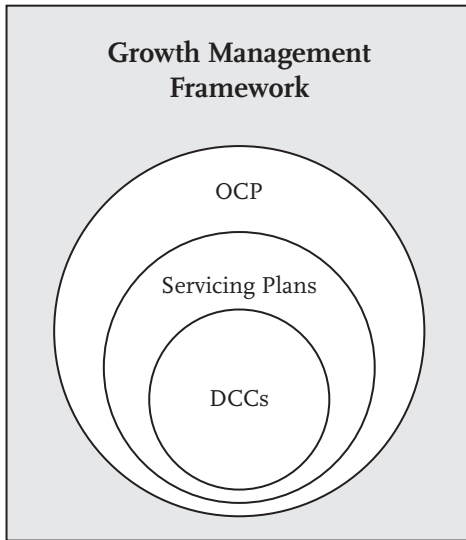 Growth Management
Framework
OCP
Servicing Plans
DCCs